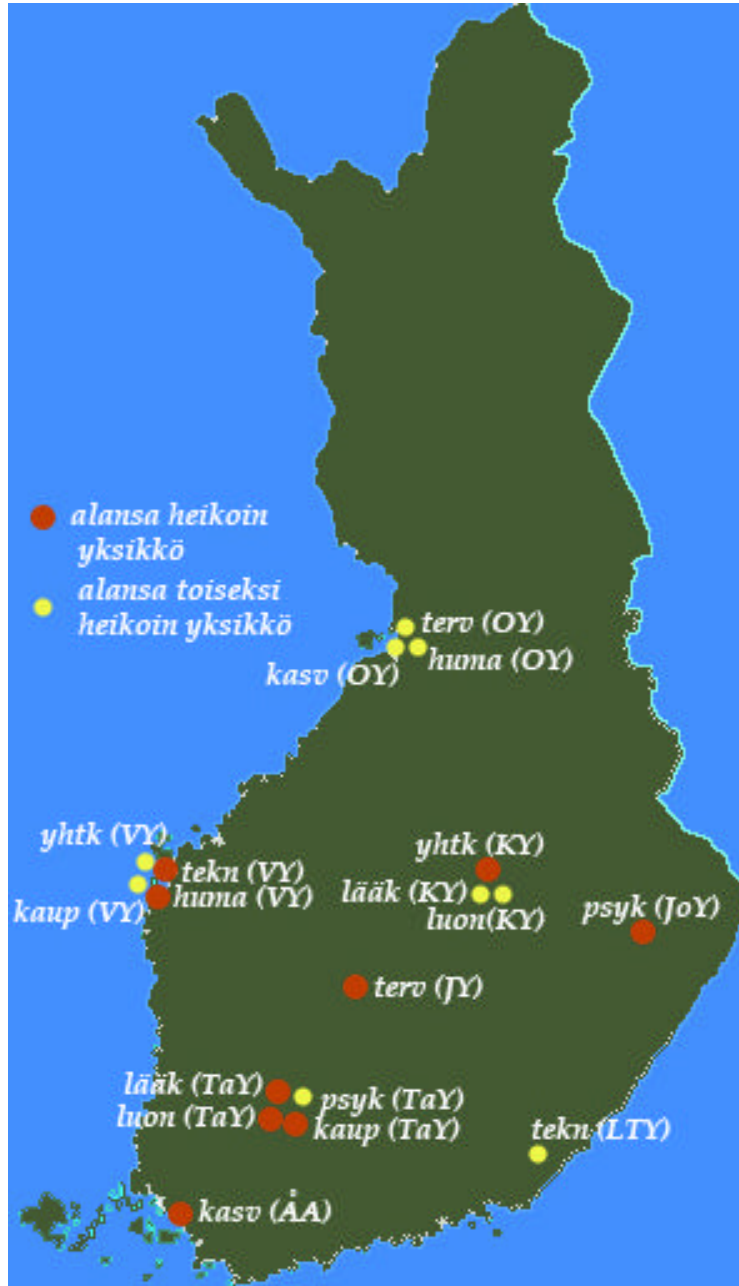 alansa heikoin
yksikkö
alansa toiseksi
heikoin yksikkö
terv (OY)
huma (OY)
kasv (OY)
yhtk (VY)
tekn (VY)
huma (VY)
kaup (VY)
yhtk (KY)
lääk (KY)
luon(KY)
psyk (JoY)
terv (JY)
lääk (TaY)
psyk (TaY)
luon (TaY)
kaup (TaY)
tekn (LTY)
kasv (ÅA)